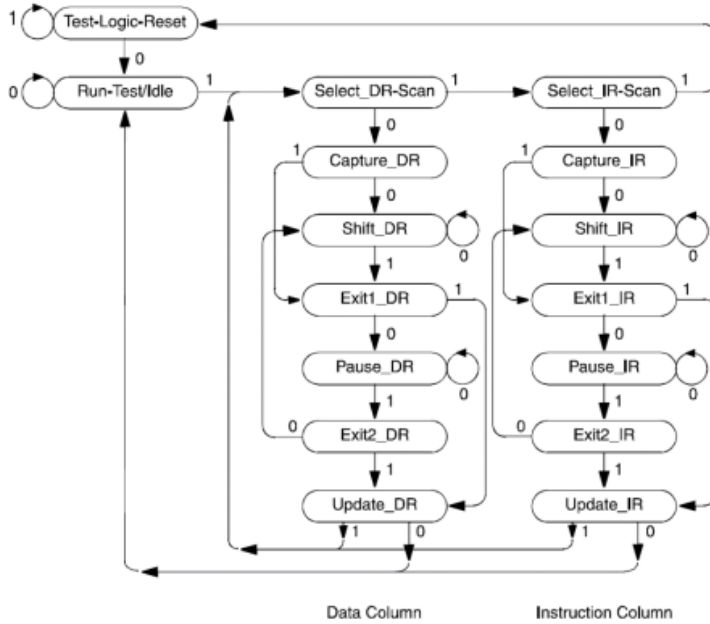 1 Test-Logic-Reset
0
0 Run-Test/Idle 1 Select_DR-Scan 1 Select_IR-Scan 1
0 0
1 Capture_DR 1 Capture_IR
0 0
Shift_DR Shift_IR
0 0
1 1
Exit1_DR 1 Exit1_IR 1
0 0
Pause_DR Pause_IR
0 0
1 1
0 Exit2_DR 0 Exit2_IR
1 1
Update_DR Update_IR
1 0 1 0
Data Column Instruction Column